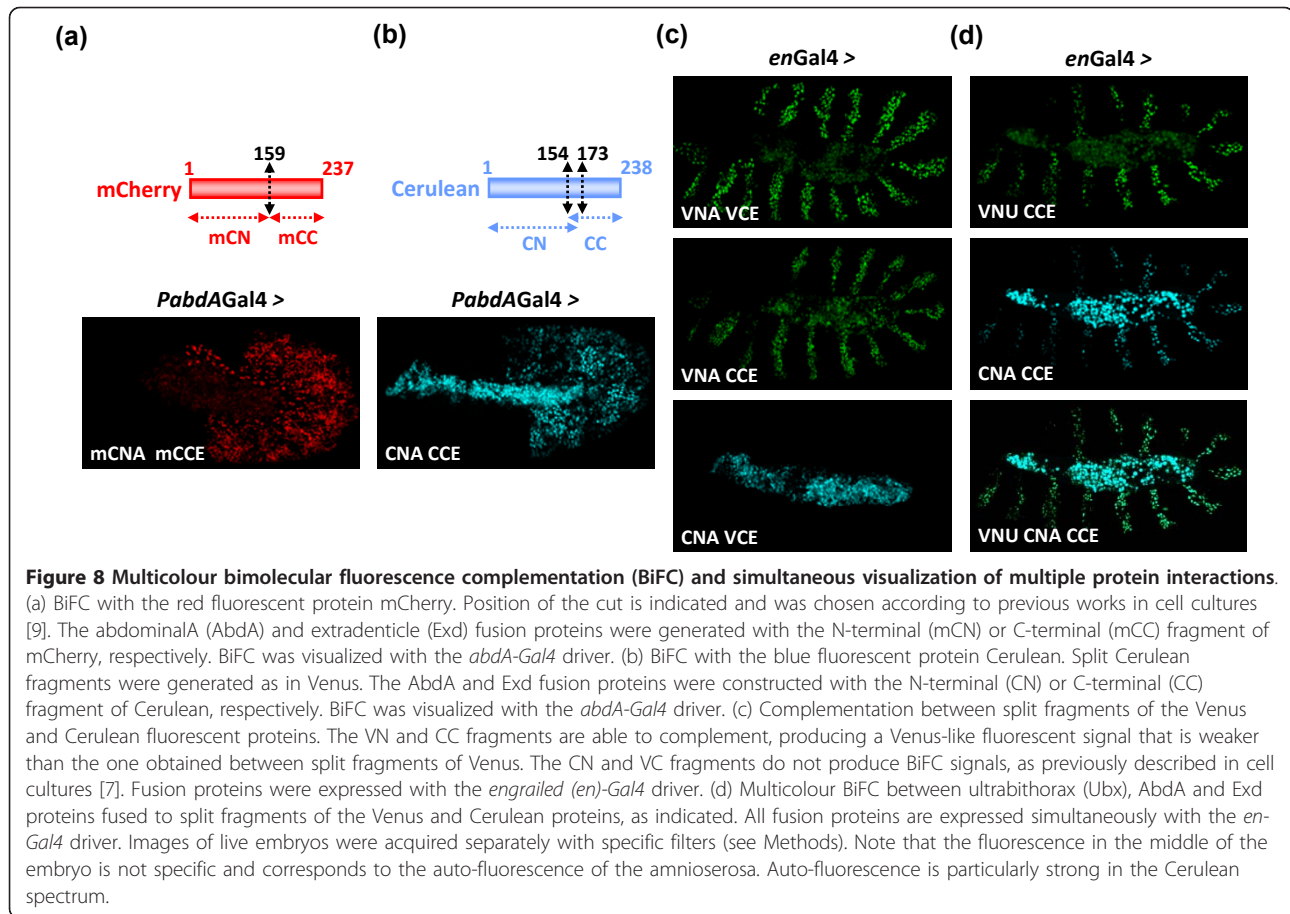 (a)
(b)
(c)
(d)
159
1
237
mCherry
mCN
mCC
PabdAGal4 >
mCNA mCCE
154 173
1
238
Cerulean
CN
CC
PabdAGal4 >
CNA CCE
enGal4 >
VNA VCE
VNA CCE
CNA VCE
enGal4 >
VNU CCE
CNA CCE
VNU CNA CCE
Figure 8 Multicolour bimolecular fluorescence complementation (BiFC) and simultaneous visualization of multiple protein interactions.
(a) BiFC with the red fluorescent protein mCherry. Position of the cut is indicated and was chosen according to previous works in cell cultures
[9]. The abdominalA (AbdA) and extradenticle (Exd) fusion proteins were generated with the N-terminal (mCN) or C-terminal (mCC) fragment of
mCherry, respectively. BiFC was visualized with the abdA-Gal4 driver. (b) BiFC with the blue fluorescent protein Cerulean. Split Cerulean
fragments were generated as in Venus. The AbdA and Exd fusion proteins were constructed with the N-terminal (CN) or C-terminal (CC)
fragment of Cerulean, respectively. BiFC was visualized with the abdA-Gal4 driver. (c) Complementation between split fragments of the Venus
and Cerulean fluorescent proteins. The VN and CC fragments are able to complement, producing a Venus-like fluorescent signal that is weaker
than the one obtained between split fragments of Venus. The CN and VC fragments do not produce BiFC signals, as previously described in cell
cultures [7]. Fusion proteins were expressed with the engrailed (en)-Gal4 driver. (d) Multicolour BiFC between ultrabithorax (Ubx), AbdA and Exd
proteins fused to split fragments of the Venus and Cerulean proteins, as indicated. All fusion proteins are expressed simultaneously with the en-
Gal4 driver. Images of live embryos were acquired separately with specific filters (see Methods). Note that the fluorescence in the middle of the
embryo is not specific and corresponds to the auto-fluorescence of the amnioserosa. Auto-fluorescence is particularly strong in the Cerulean
spectrum.